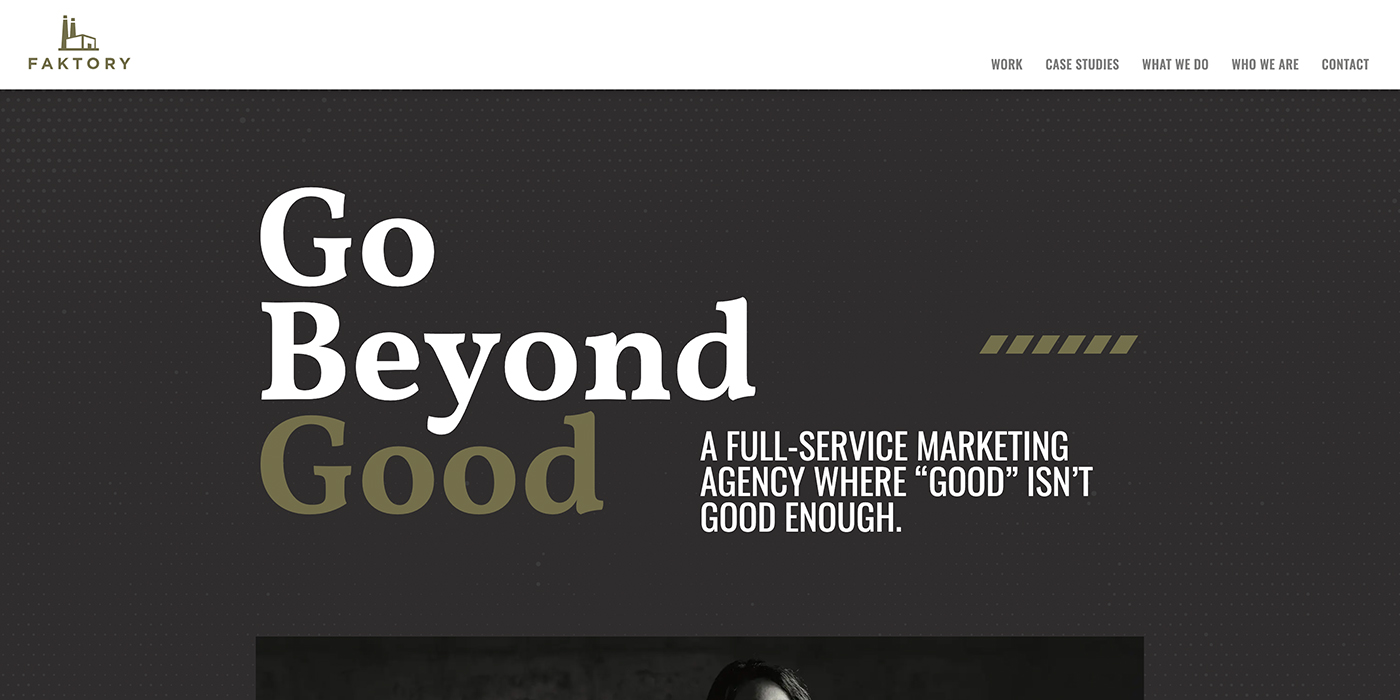 FAKTORY
WORK CASE STUDIES WHAT WE DO WHO WE ARE CONTACT
Go
Beyond
Good
A FULL-SERVICE MARKETING
AGENCY WHERE “GOOD” ISN’T
GOOD ENOUGH.